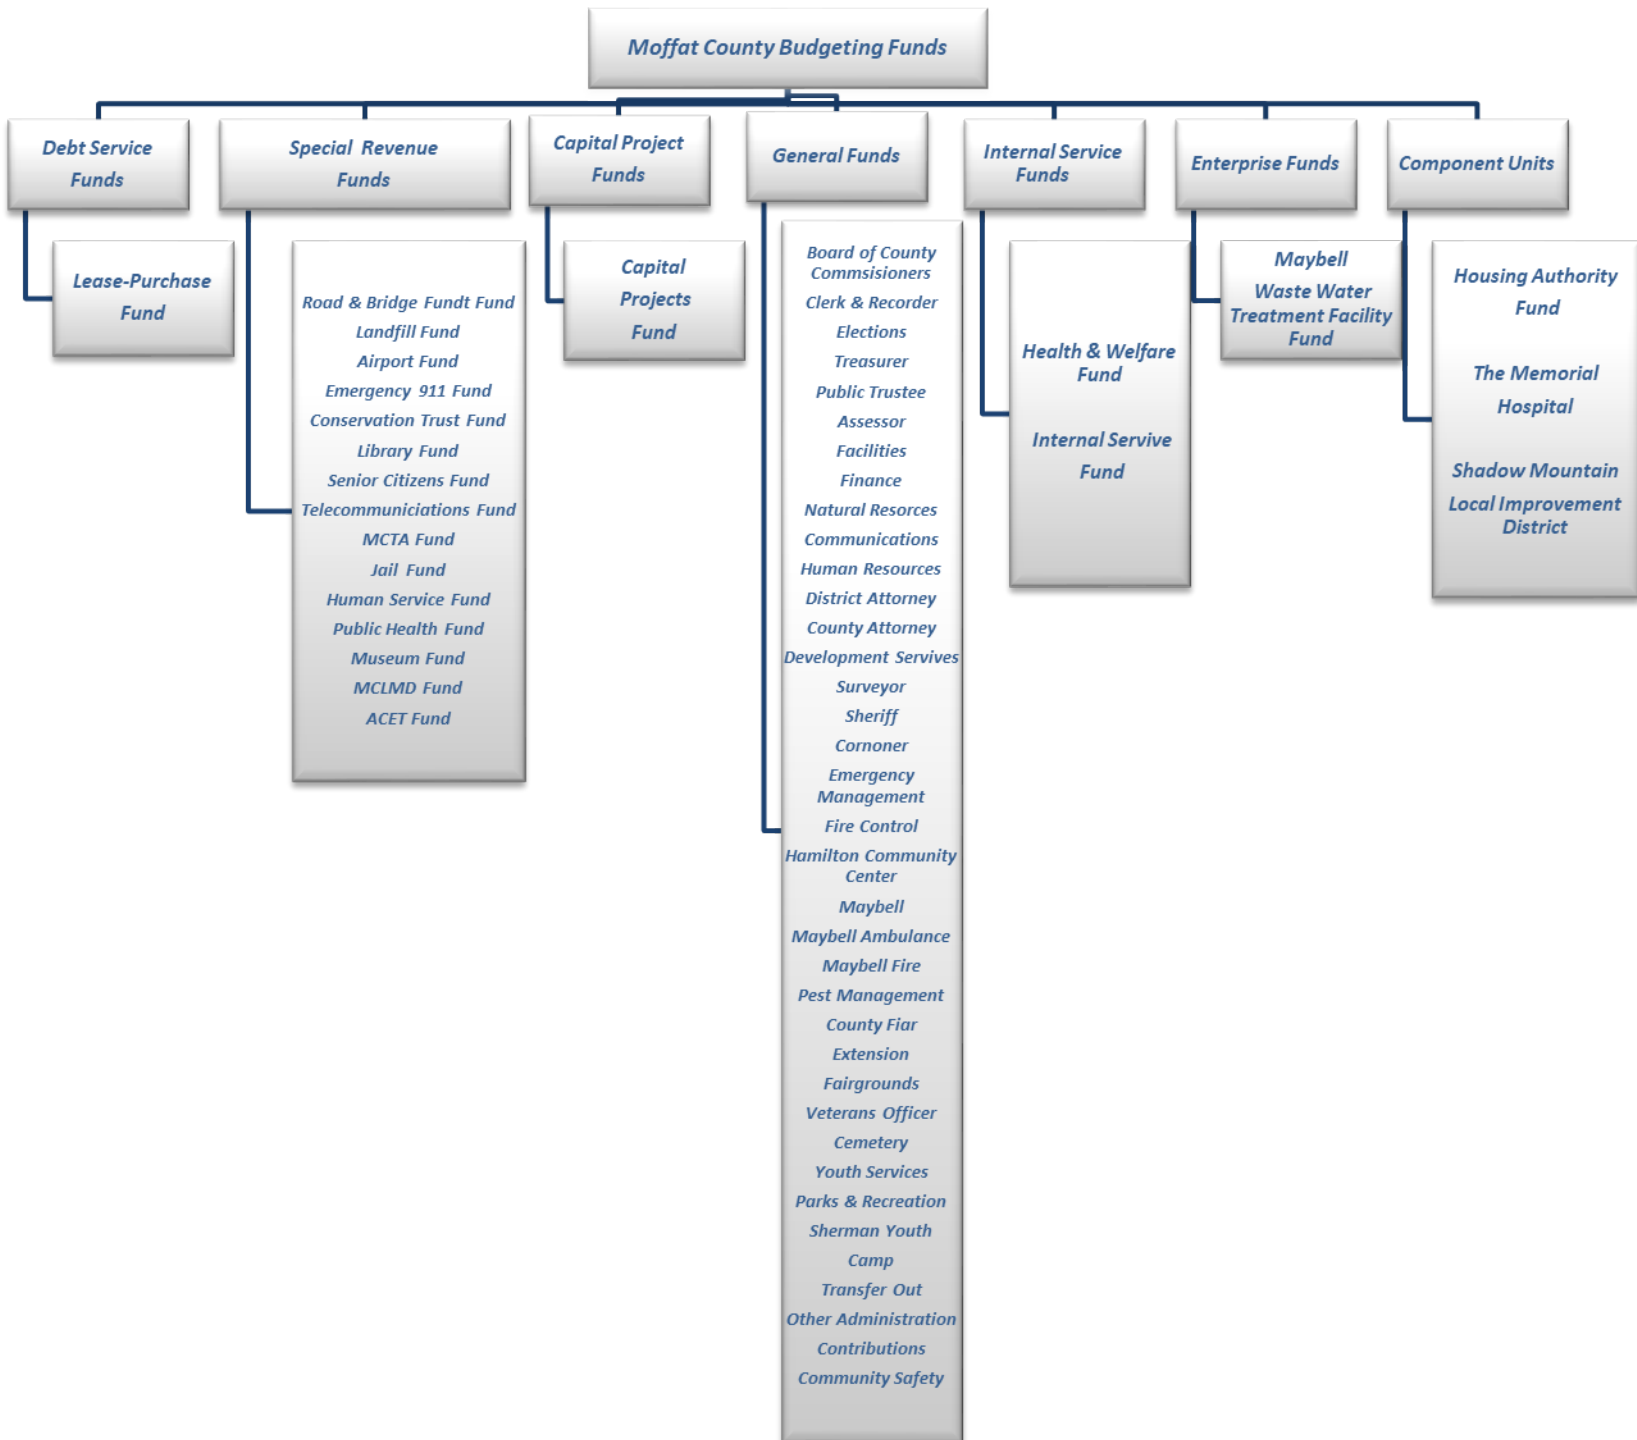 Moffat County Budgeting Funds
Debt Service
Funds
Lease-Purchase
Fund
Special Revenue
Funds
Road & Bridge Fundt Fund
Landfill Fund
Airport Fund
Emergency 911 Fund
Conservation Trust Fund
Library Fund
Senior Citizens Fund
Telecommuniciations Fund
MCTA Fund
Jail Fund
Human Service Fund
Public Health Fund
Museum Fund
MCLMD Fund
ACET Fund
Capital Project
Funds
Capital
Projects
Fund
General Funds
Board of County
Commsisioners
Clerk & Recorder
Elections
Treasurer
Public Trustee
Assessor
Facilities
Finance
Natural Resorces
Communications
Human Resources
District Attorney
County Attorney
Development Servives
Surveyor
Sheriff
Cornoner
Emergency
Management
Fire Control
Hamilton Community
Center
Maybell
Maybell Ambulance
Maybell Fire
Pest Management
County Fiar
Extension
Fairgrounds
Veterans Officer
Cemetery
Youth Services
Parks & Recreation
Sherman Youth
Camp
Transfer Out
Other Administration
Contributions
Community Safety
Internal Service
Funds
Health & Welfare
Fund
Internal Servive
Fund
Enterprise Funds
Maybell
Waste Water
Treatment Facility
Fund
Component Units
Housing Authority
Fund
The Memorial
Hospital
Shadow Mountain
Local Improvement
District